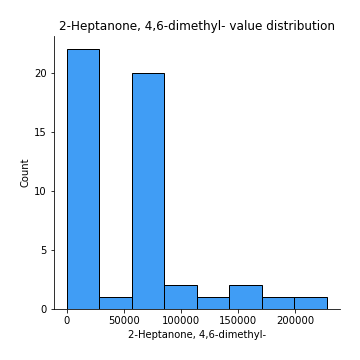 2-Heptanone, 4,6-dimethyl- value distribution
Count
20
15
10
5
0
0 50000 100000 150000 200000
2-Heptanone, 4,6-dimethyl-